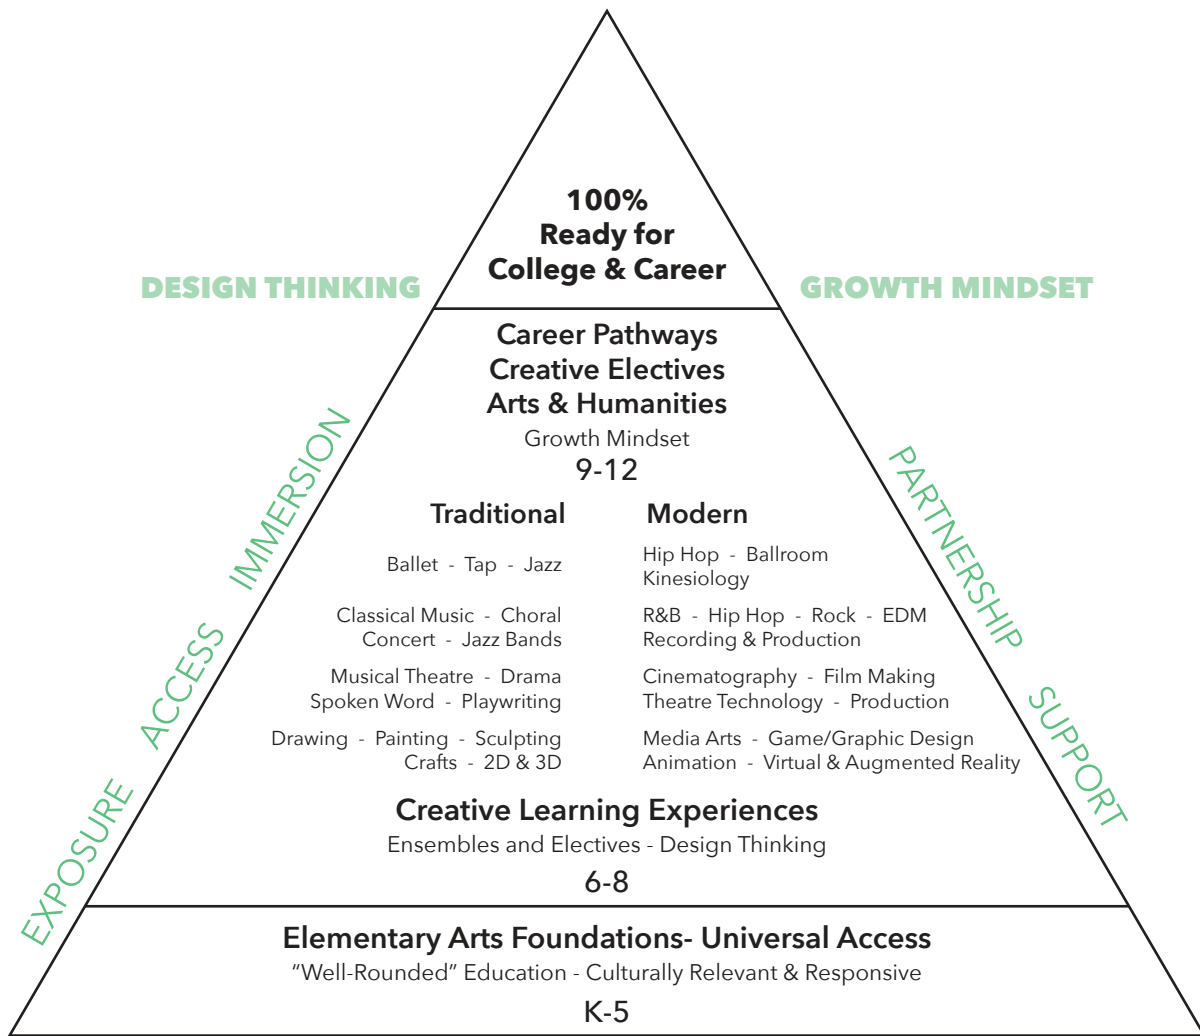 100%
Ready for
College & Career
DESIGN THINKING
GROWTH MINDSET
Career Pathways
Creative Electives
Arts & Humanities
Growth Mindset
9-12
IMMERSION
ACCESS
EXPOSURE
PARTNERSHIP
SUPPORT
Traditional
Ballet - Tap - Jazz
Classical Music - Choral
Concert - Jazz Bands
Musical Theatre - Drama
Spoken Word - Playwriting
Drawing - Painting - Sculpting
Crafts - 2D & 3D
Modern
Hip Hop - Ballroom
Kinesiology
R&B - Hip Hop - Rock - EDM
Recording & Production
Cinematography - Film Making
Theatre Technology - Production
Media Arts - Game/Graphic Design
Animation - Virtual & Augmented Reality
Creative Learning Experiences
Ensembles and Electives - Design Thinking
6-8
Elementary Arts Foundations- Universal Access
“Well-Rounded” Education - Culturally Relevant & Responsive
K-5